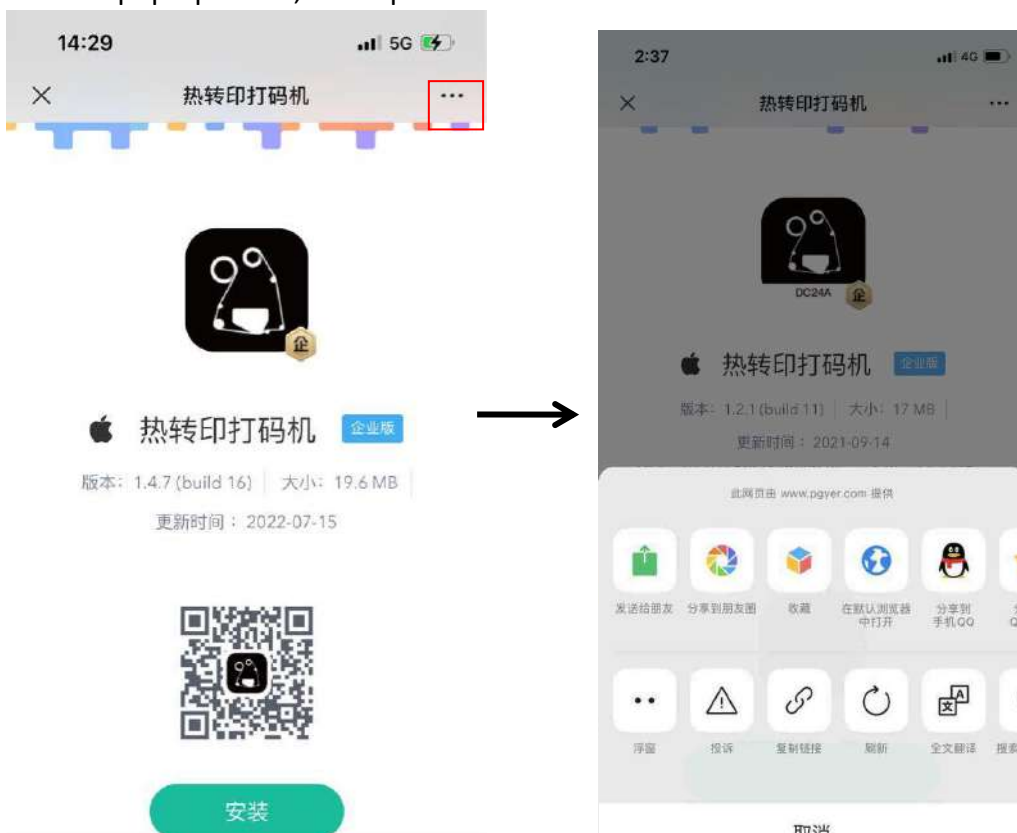 14:29
5G
热转印打码机
热转印打码机
企业版
版本: 1.4.7 (build 16) 大小: 19.6 MB
更新时间： 2022-07-15
安装
2:37
4G
热转印打码机
DC24A
企
热转印打码机 企业版
版本: 1.2.1 (build 11) 大小: 17 MB
更新时间： 2021-09-14
此网页由 www.pgyer.com 提供
发送给朋友 分享到朋友圈 收藏 在默认浏览器中打开 分享到手机QQ
浮窗 投诉 复制链接 刷新 全文翻译
取消